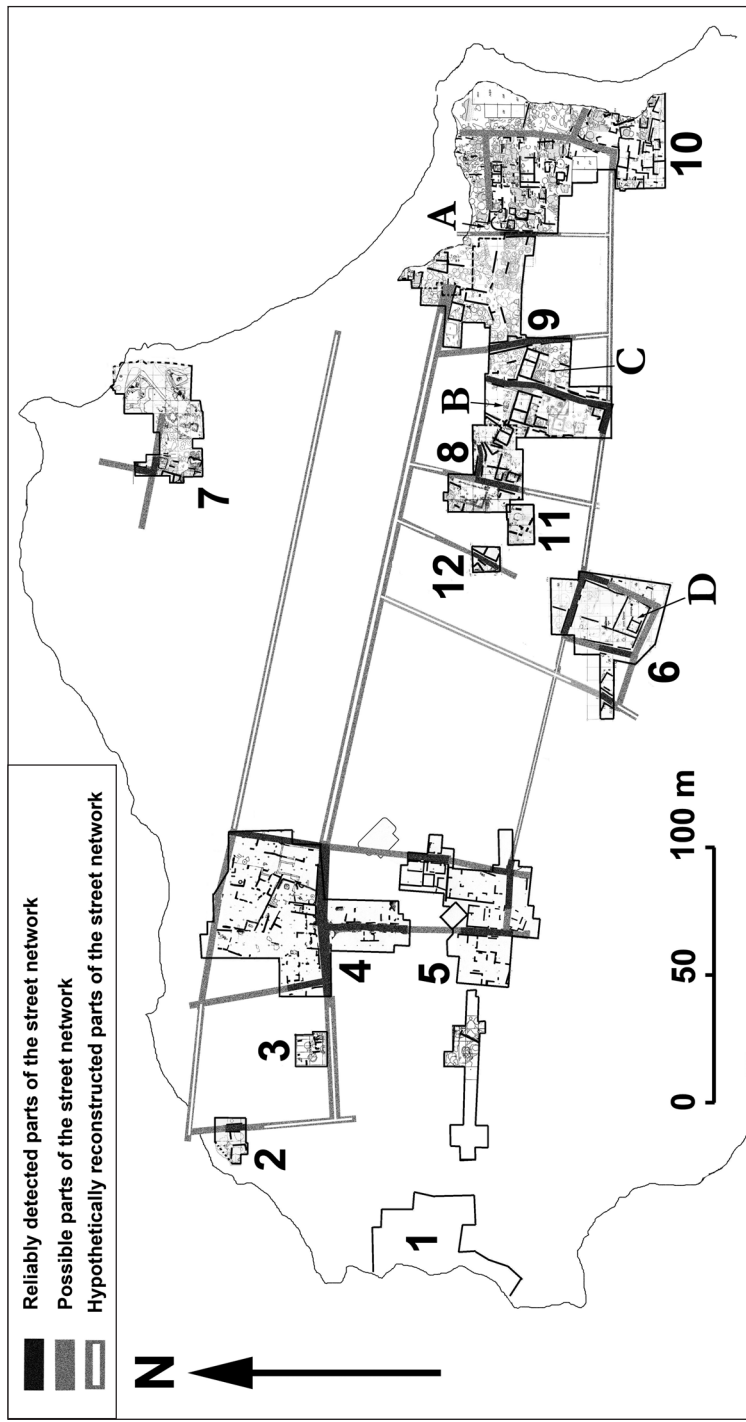 Reliably detected parts of the street network
Possible parts of the street network
Hypothetically reconstructed parts of the street network
N
1
2
3
4
5
6
7
8
9
10
11
12
A
B
C
D
0
50
100 m